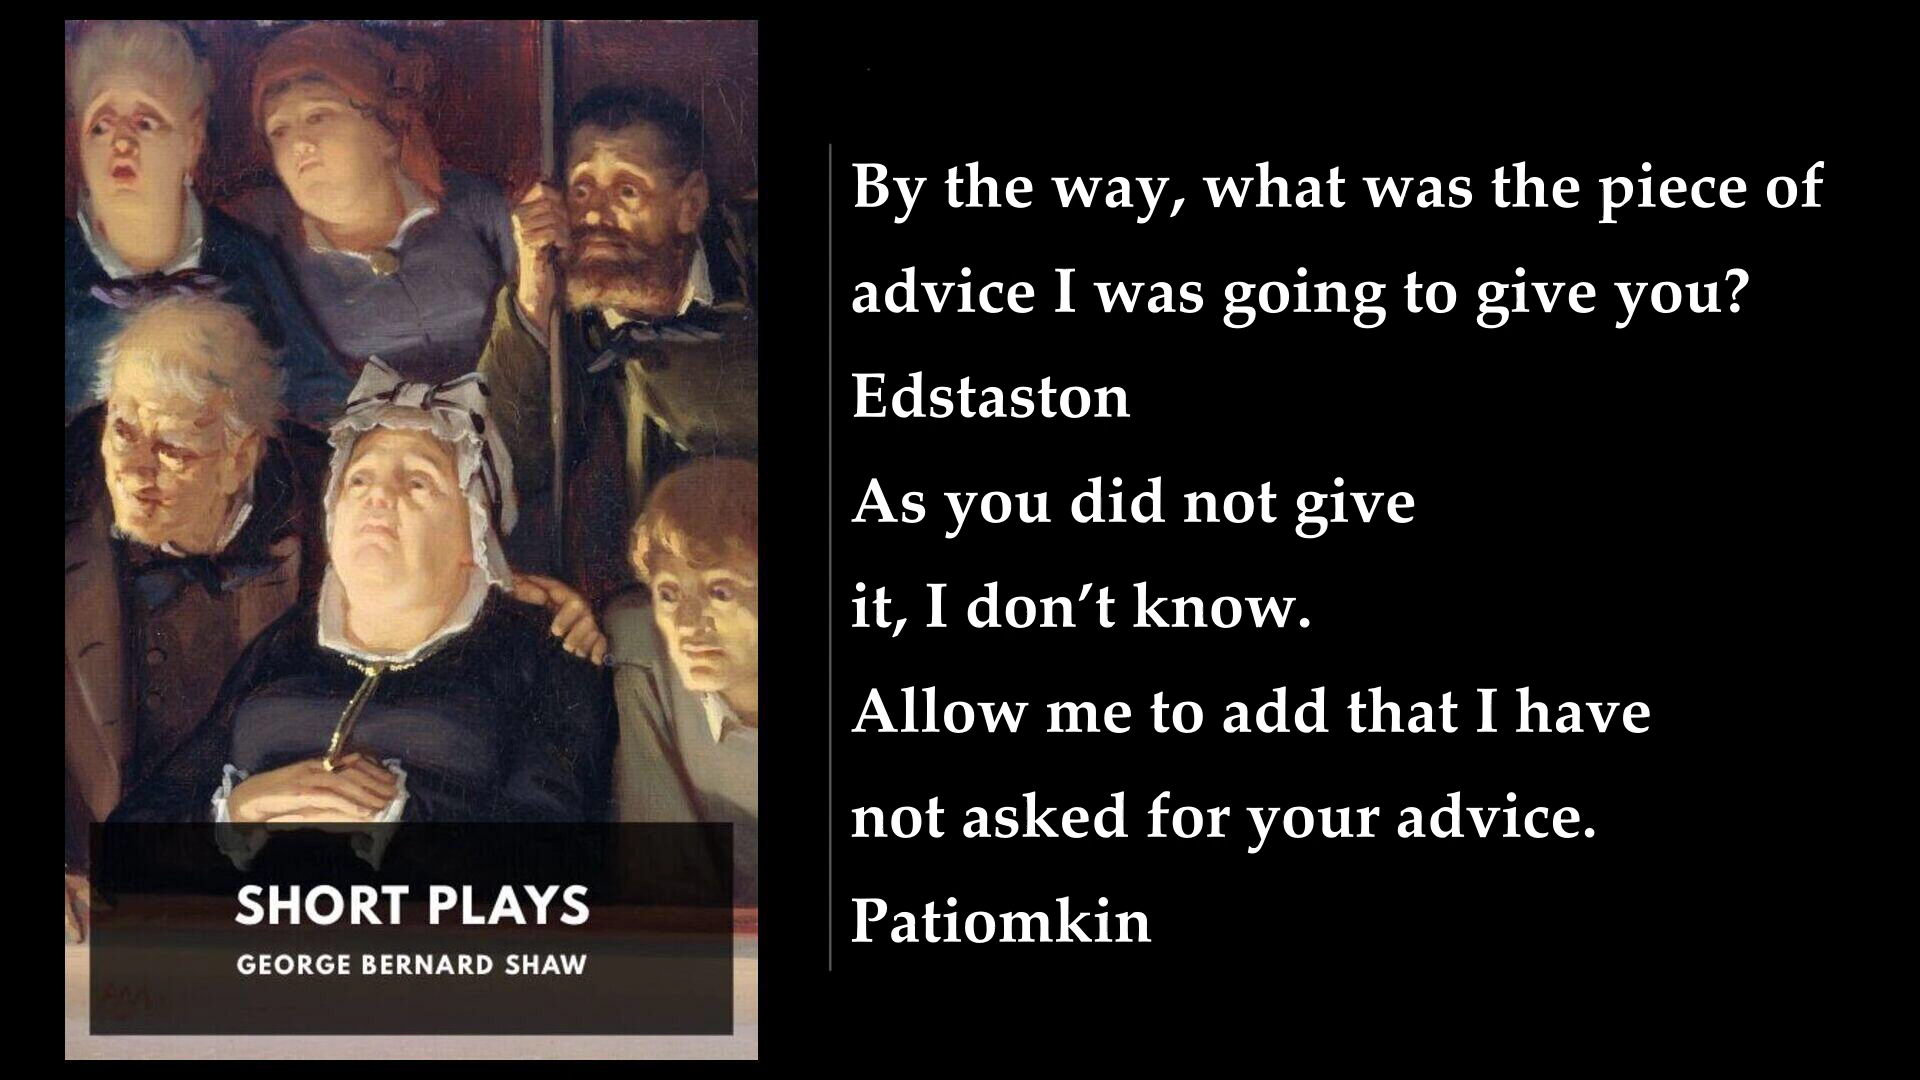 SHORT PLAYS
GEORGE BERNARD SHAW
By the way, what was the piece of
advice I was going to give you?
Edstaston
As you did not give
it, I don’t know.
Allow me to add that I have
not asked for your advice.
Patiomkin